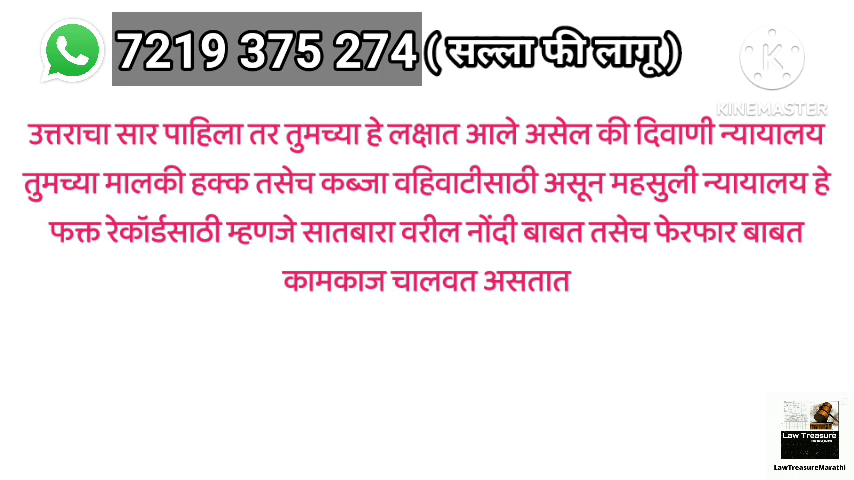 7219 375 274 ( सल्ला फी लागू )
KINEMASTER
उत्तराचा सार पाहिला तर तुमच्या हे लक्षात आले असेल की दिवाणी न्यायालय
तुमच्या मालकी हक्क तसेच कब्जा वहिवाटीसाठी असून महसुली न्यायालय हे
फक्त रेकॉर्डसाठी म्हणजे सातबारा वरील नोंदी बाबत तसेच फेरफार बाबत
कामकाज चालवत असतात
Law Treasure
LawTreasureMarathi